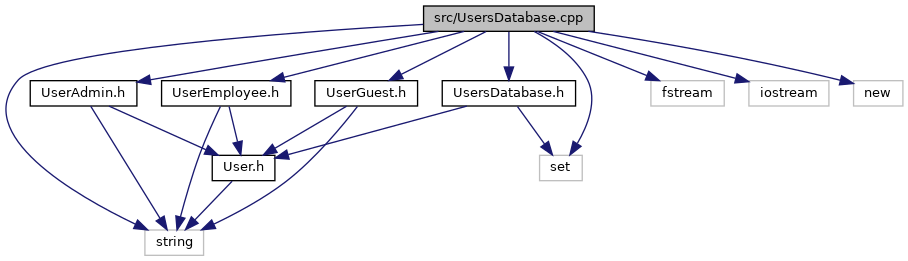 src/UsersDatabase.cpp
UserAdmin.h
UserEmployee.h
UserGuest.h
UsersDatabase.h
fstream
iostream
new
User.h
set
string